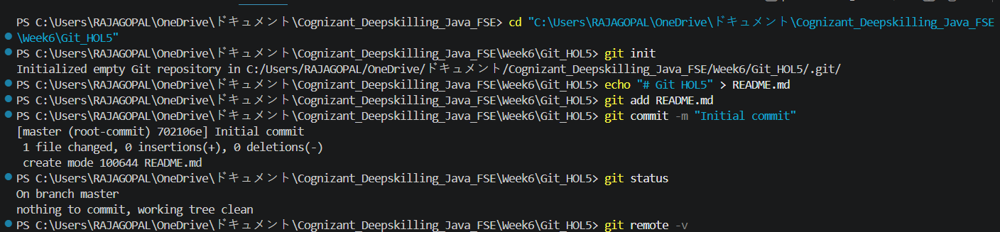 PS C:\Users\RAJAGOPAL\OneDrive\ドキュメント\Cognizant_Deepskilling_Java_FSE> cd "C:\Users\RAJAGOPAL\OneDrive\ドキュメント\Cognizant_Deepskilling_Java_FSE
\Week6\Git_HOL5"
PS C:\Users\RAJAGOPAL\OneDrive\ドキュメント\Cognizant_Deepskilling_Java_FSE\Week6\Git_HOL5> git init
Initialized empty Git repository in C:/Users/RAJAGOPAL/OneDrive/ドキュメント/Cognizant_Deepskilling_Java_FSE/Week6/Git_HOL5/.git/
PS C:\Users\RAJAGOPAL\OneDrive\ドキュメント\Cognizant_Deepskilling_Java_FSE\Week6\Git_HOL5> echo "# Git HOL5" > README.md
PS C:\Users\RAJAGOPAL\OneDrive\ドキュメント\Cognizant_Deepskilling_Java_FSE\Week6\Git_HOL5> git add README.md
PS C:\Users\RAJAGOPAL\OneDrive\ドキュメント\Cognizant_Deepskilling_Java_FSE\Week6\Git_HOL5> git commit -m "Initial commit"
[master (root-commit) 702106e] Initial commit
 1 file changed, 0 insertions(+), 0 deletions(-)
 create mode 100644 README.md
PS C:\Users\RAJAGOPAL\OneDrive\ドキュメント\Cognizant_Deepskilling_Java_FSE\Week6\Git_HOL5> git status
On branch master
nothing to commit, working tree clean
PS C:\Users\RAJAGOPAL\OneDrive\ドキュメント\Cognizant_Deepskilling_Java_FSE\Week6\Git_HOL5> git remote -v